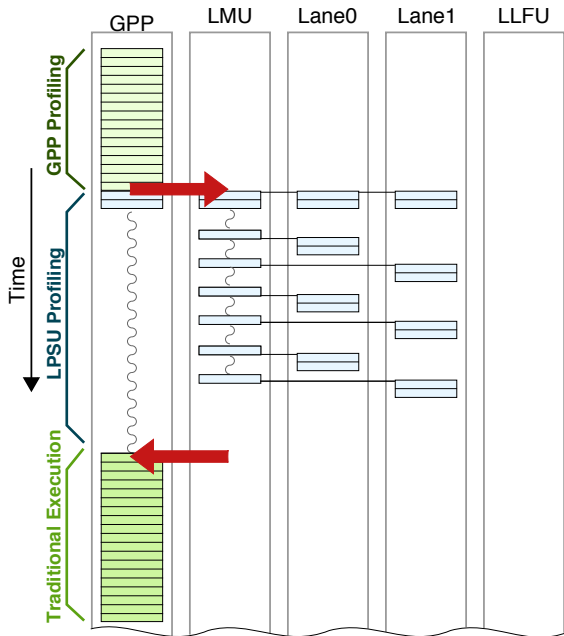 GPP
LMU
Lane0
Lane1
LLFU
GPP Profiling
Time
LPSU Profiling
Traditional Execution